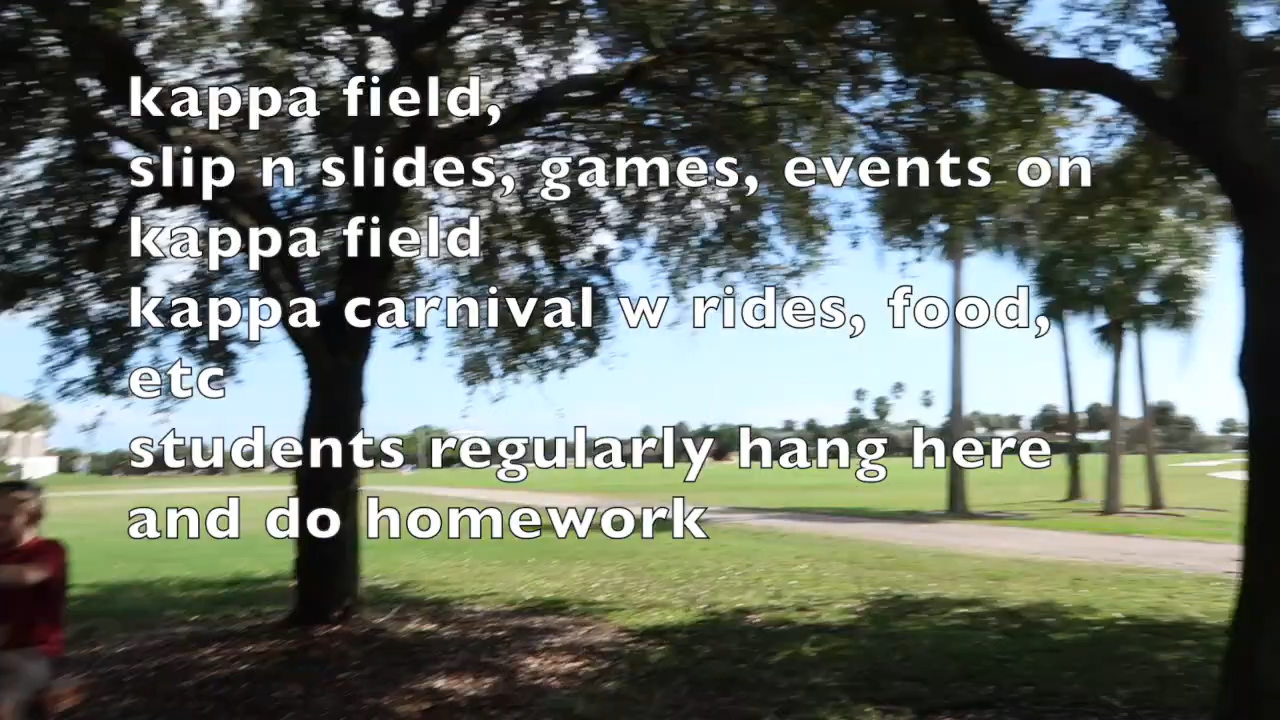 kappa field,
slip n slides, games, events on
kappa field
kappa carnival w rides, food,
etc
students regularly hang here
and do homework